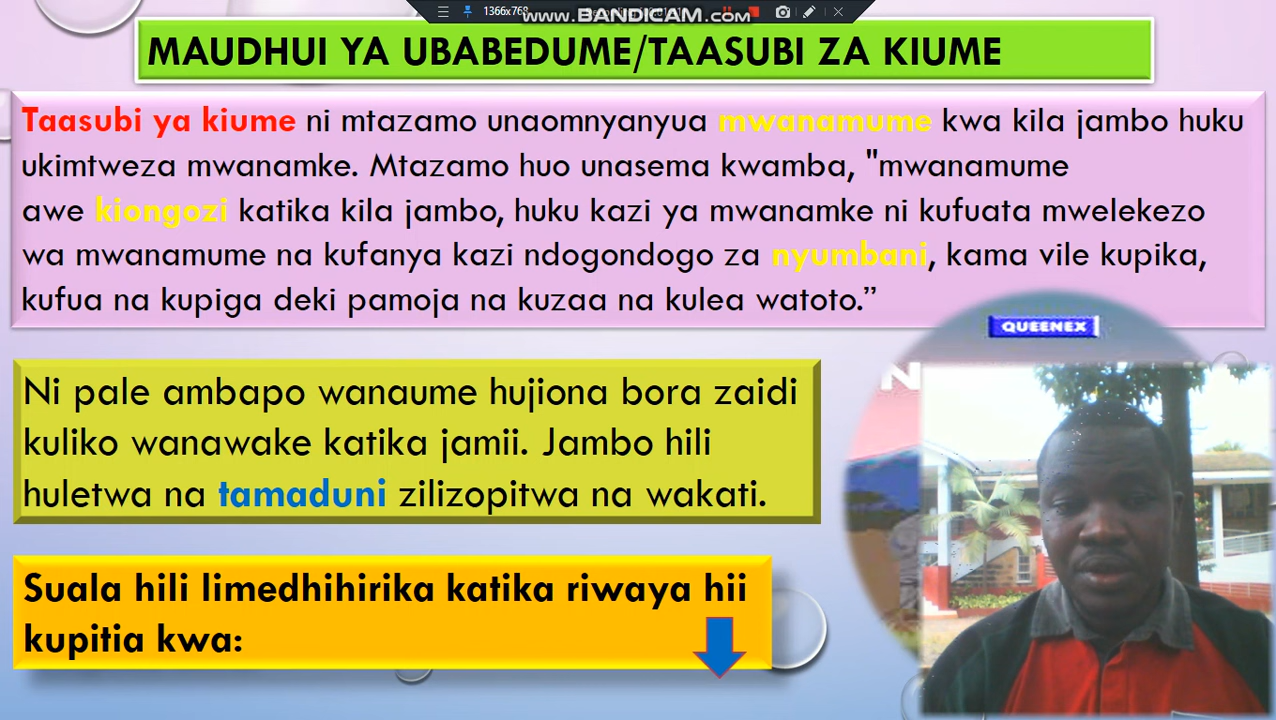 1366x768
www.BANDICAM.com
MAUDHUI YA UBABEDUME/TAASUBI ZA KIUME
Taasubi ya kiume ni mtazamo unaomnyanyua mwanamume kwa kila jambo huku
ukimtweza mwanamke. Mtazamo huo unasema kwamba, "mwanamume
awe kiongozi katika kila jambo, huku kazi ya mwanamke ni kufuata mwelekezo
wa mwanamume na kufanya kazi ndogondogo za nyumbani, kama vile kupika,
kufua na kupiga deki pamoja na kuzaa na kulea watoto.”
QUEENEX
Ni pale ambapo wanaume hujiona bora zaidi
kuliko wanawake katika jamii. Jambo hili
huletwa na tamaduni zilizopitwa na wakati.
Suala hili limedhihirika katika riwaya hii
kupitia kwa: